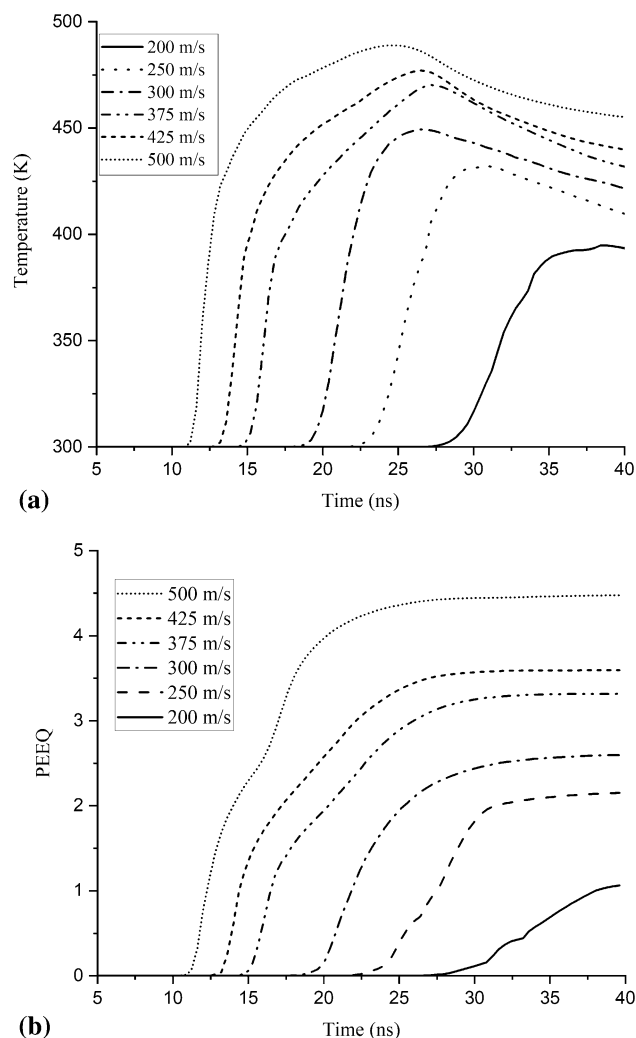 500
200 m/s
250 m/s
300 m/s
375 m/s
425 m/s
500 m/s
450
400
350
300
Temperature (K)
5 10 15 20 25 30 35 40
Time (ns)
(a)
5
500 m/s
425 m/s
375 m/s
300 m/s
250 m/s
200 m/s
4
3
2
1
0
PEEQ
5 10 15 20 25 30 35 40
Time (ns)
(b)